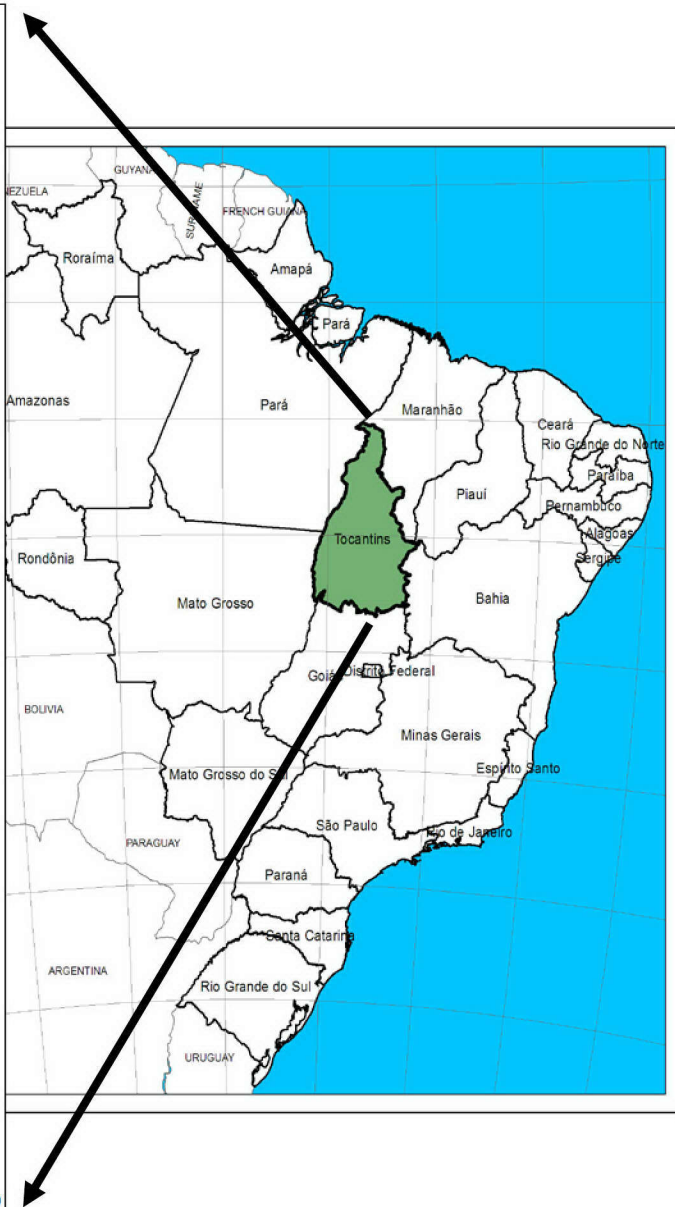 GUYANA
NEZUELA
SURINAME
FRENCH GUIANA
Roraíma
Amapá
Pará
Amazonas
Pará
Maranhão
Ceará
Rio Grande do Norte
Paraíba
Piauí
Pernambuco
Alagoas
Tocantins
Rondônia
Sergipe
Mato Grosso
Bahia
Goiás
Distrito Federal
BOLIVIA
Minas Gerais
Mato Grosso do Sul
Espínto Santo
São Paulo
Rio de Janeiro
PARAGUAY
Paraná
Santa Catarina
ARGENTINA
Rio Grande do Sul
URUGUAY